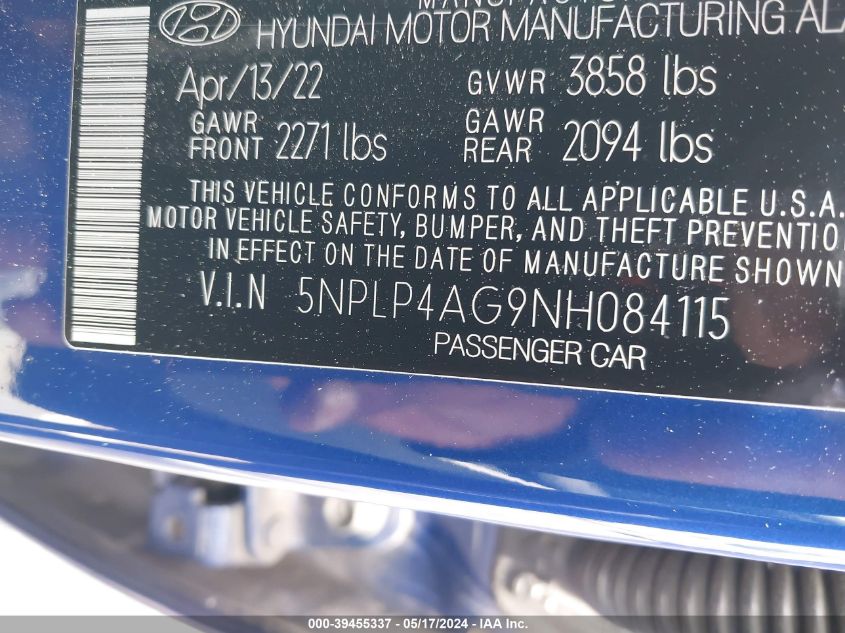 HYUNDAI MOTOR MANUFACTURING
Apr/13/22 GVWR 3858 lbs
GAWR FRONT 2271 lbs GAWR REAR 2094 lbs
THIS VEHICLE CONFORMS TO ALL APPLICABLE U.S.A.
MOTOR VEHICLE SAFETY, BUMPER, AND THEFT PREVENTIO
IN EFFECT ON THE DATE OF MANUFACTURE SHOWN
V.I.N 5NPLP4AG9NH084115
PASSENGER CAR
000-39455337 - 05/17/2024 - IAA Inc.